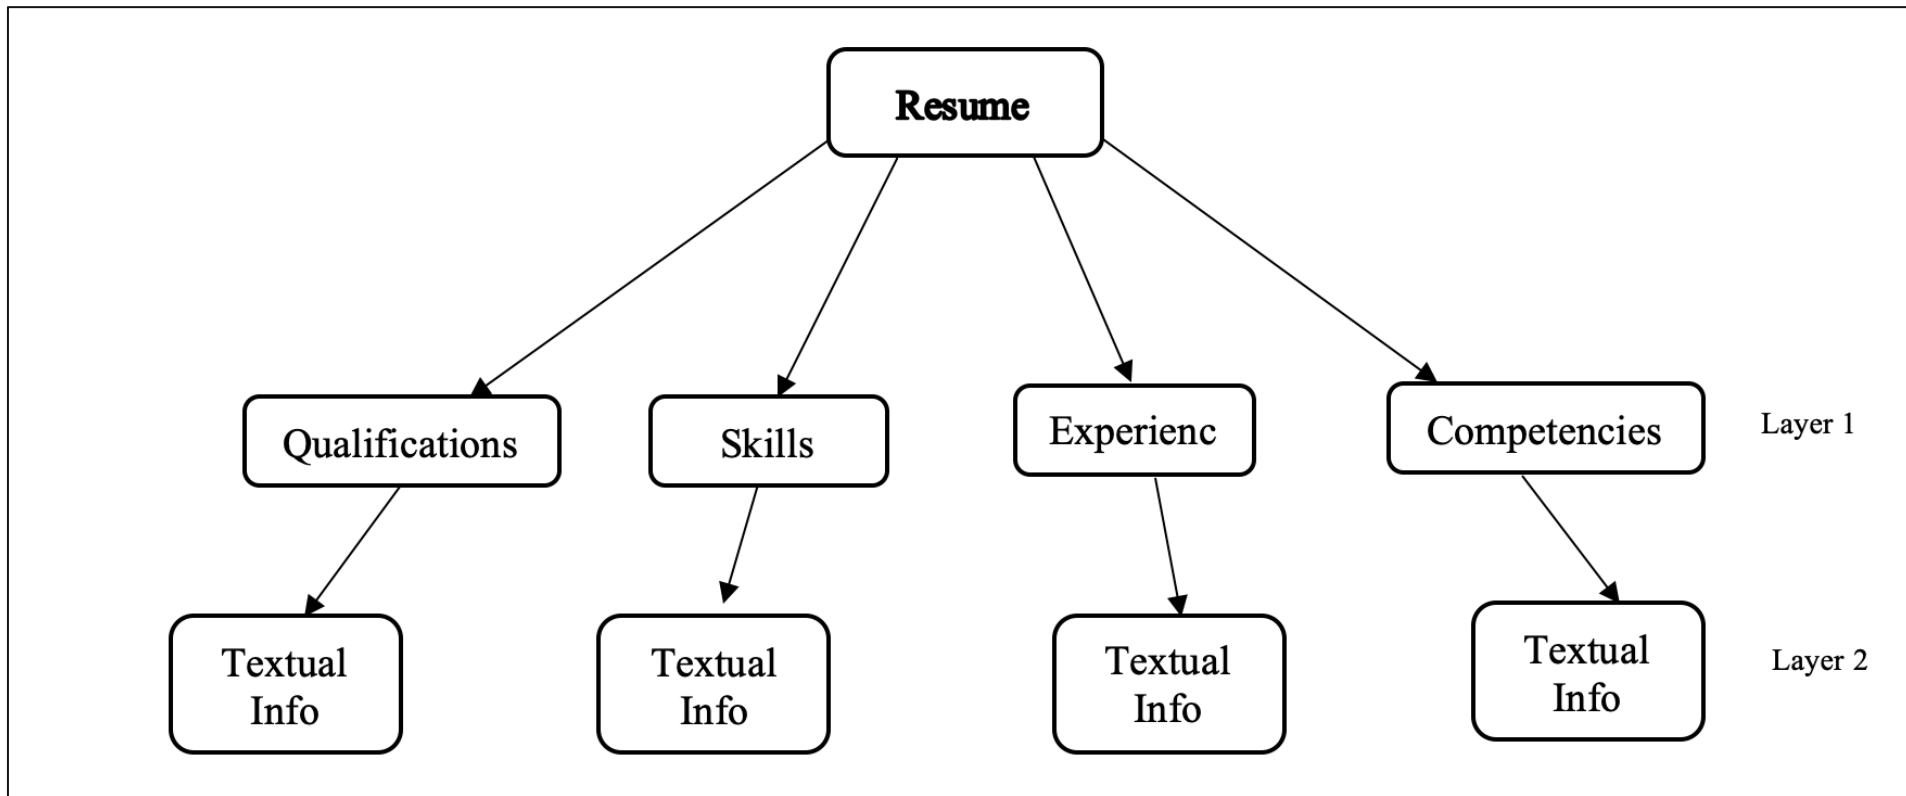 Resume
Qualifications
Skills
Experienc
Competencies
Layer 1
Textual
Info
Textual
Info
Textual
Info
Textual
Info
Layer 2